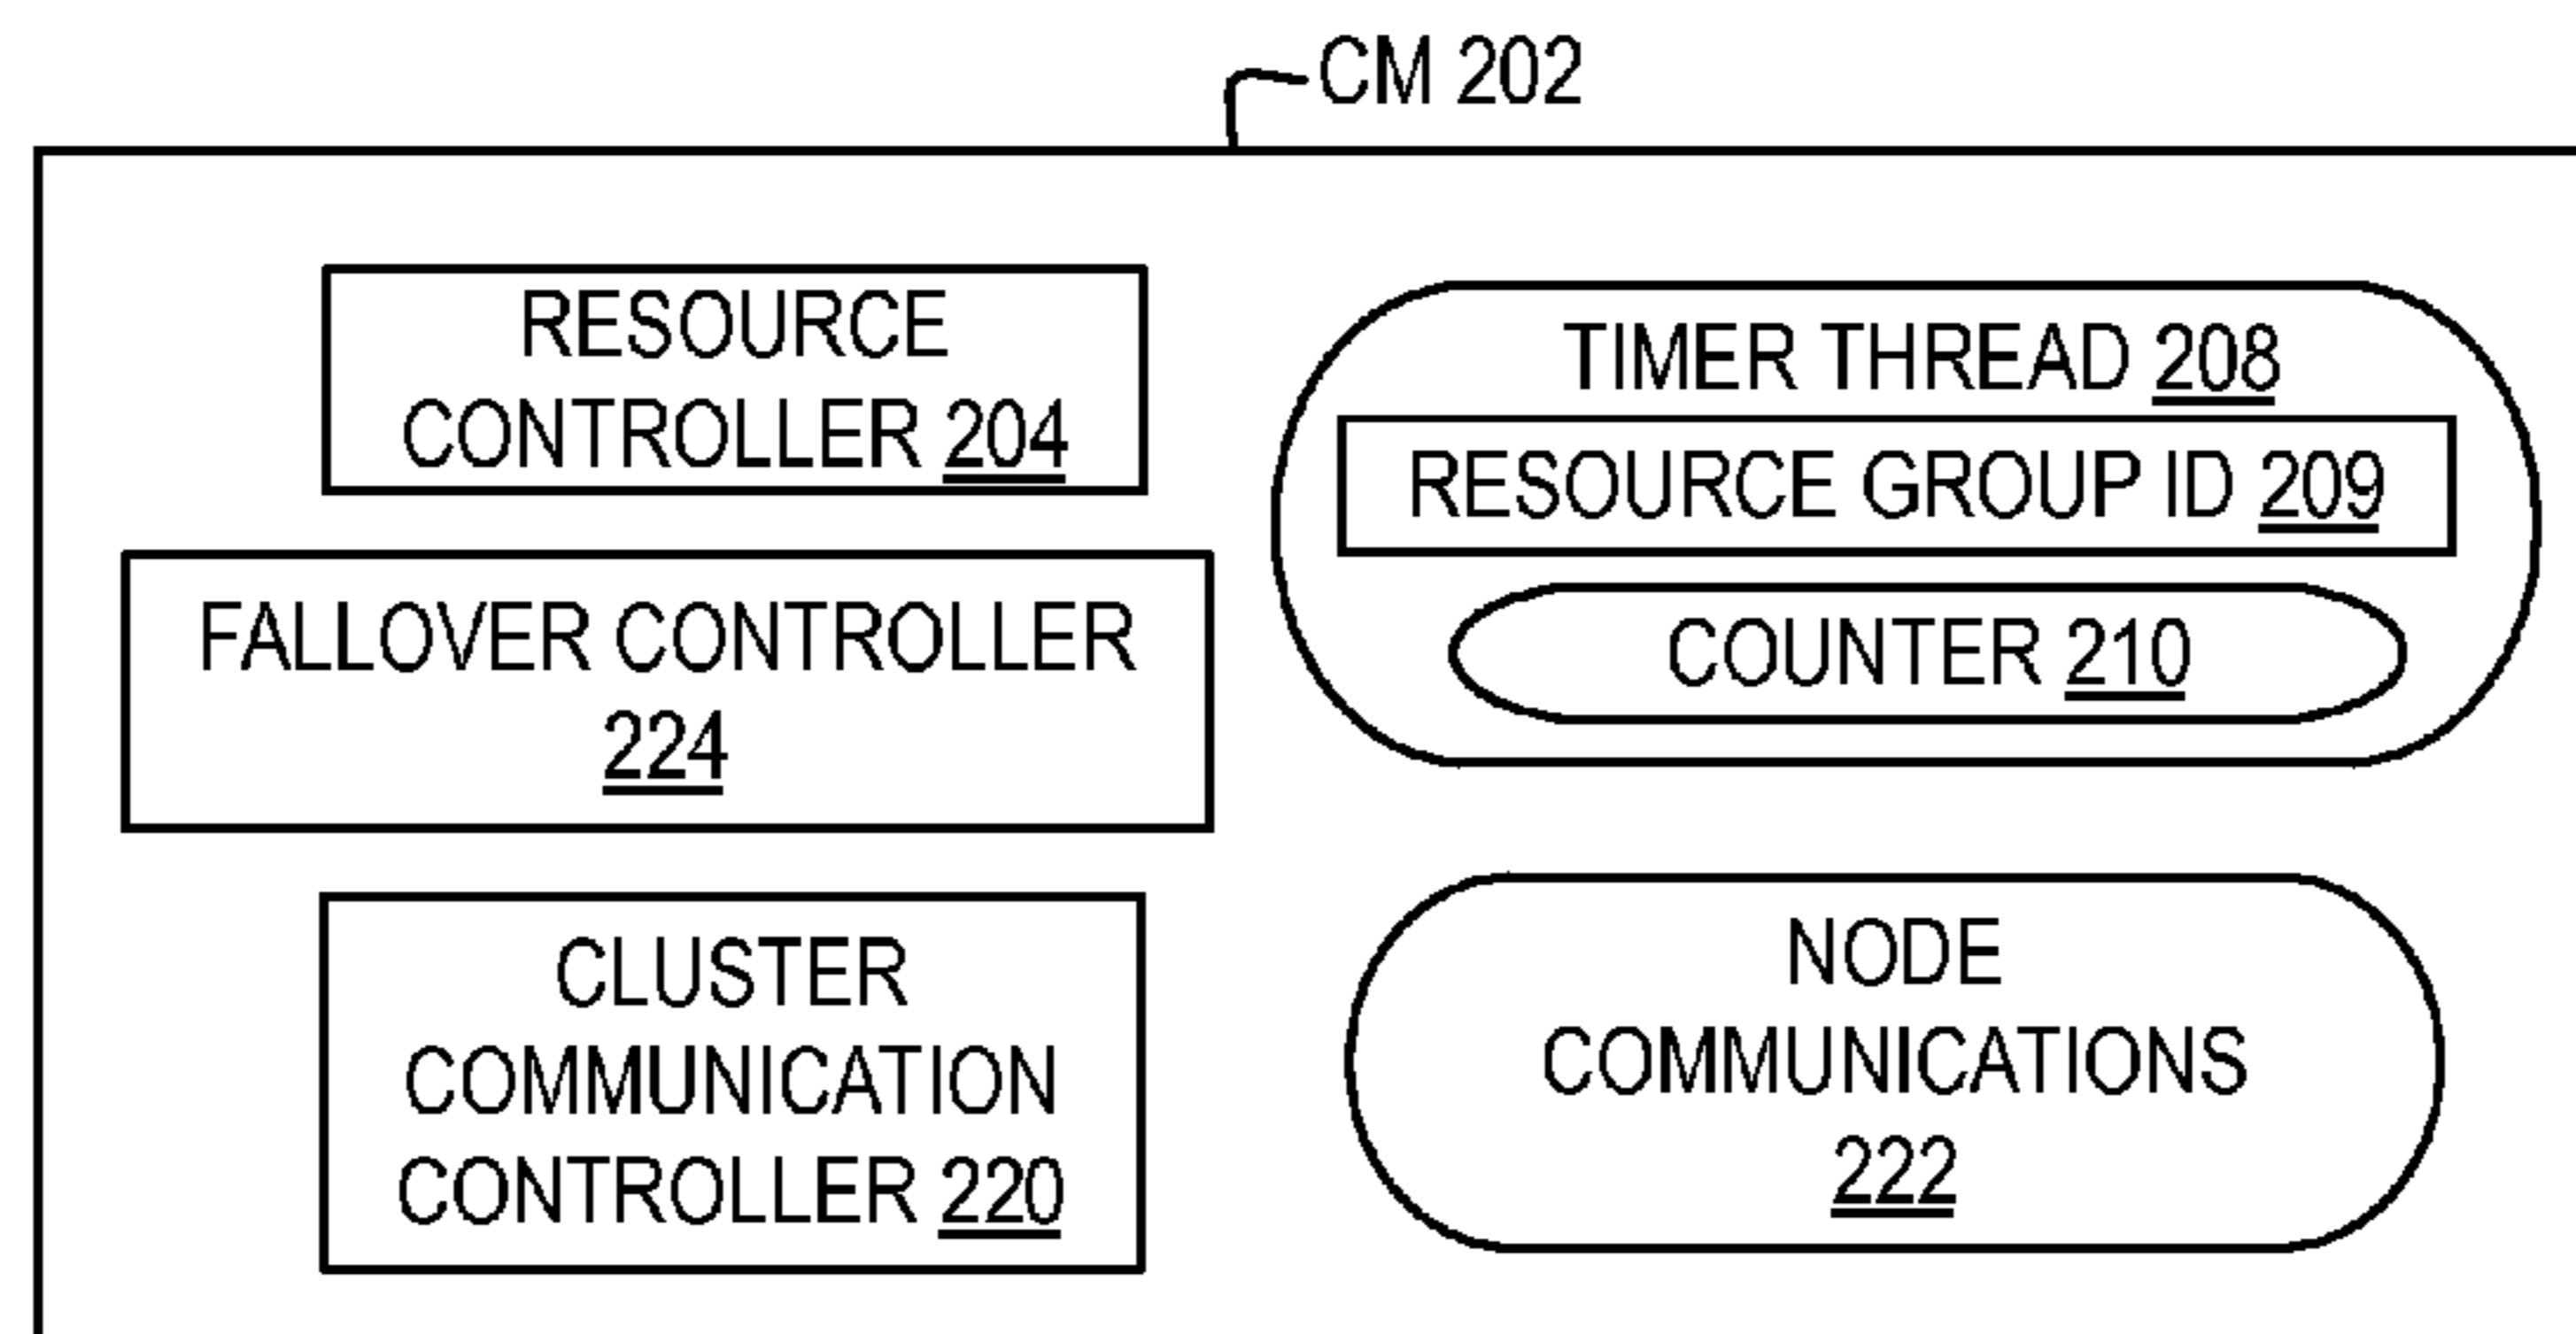 CM 202
RESOURCE
CONTROLLER 204
FALLOVER CONTROLLER
224
CLUSTER
COMMUNICATION
CONTROLLER 220
TIMER THREAD 208
RESOURCE GROUP ID 209
COUNTER 210
NODE
COMMUNICATIONS
222